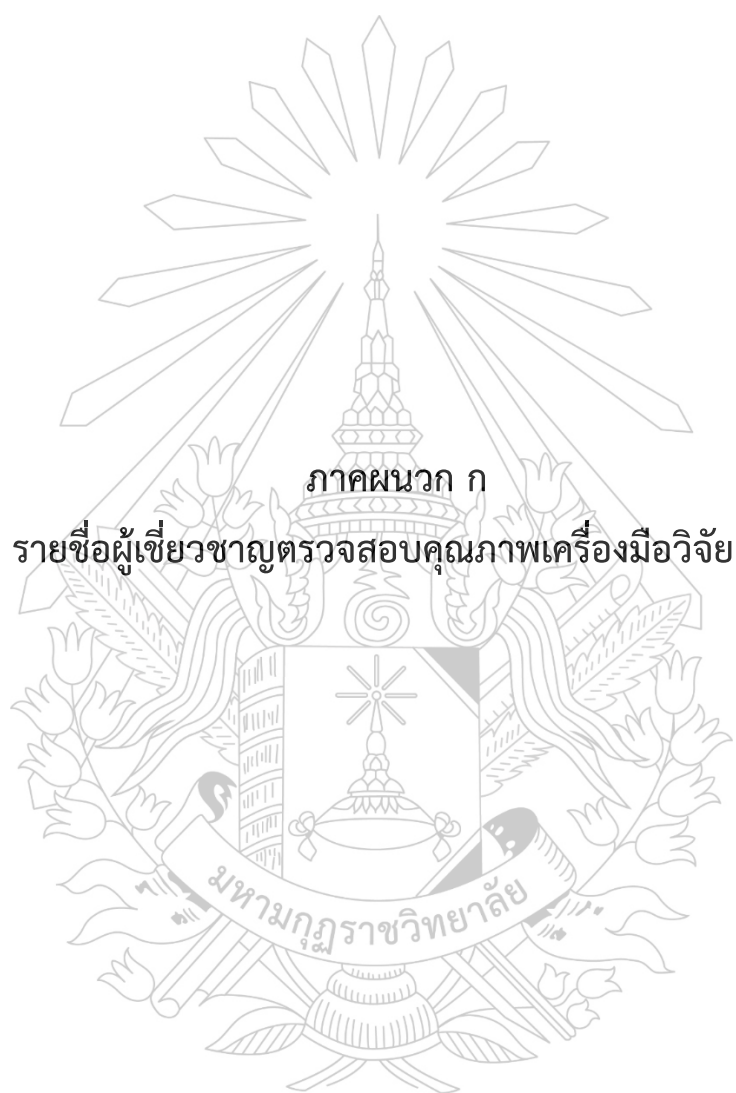 ภาคผนวก ก
รายชื่อผู้เชี่ยวชาญตรวจสอบคุณภาพเครื่องมือวิจัย
มหามกุฏราชวิทยาลัย